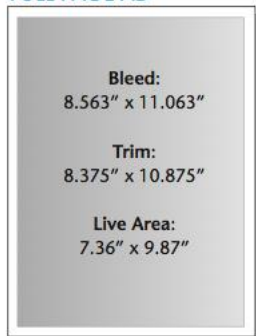 Bleed:
8.563” x 11.063”
Trim:
8.375” x 10.875”
Live Area:
7.36” x 9.87”